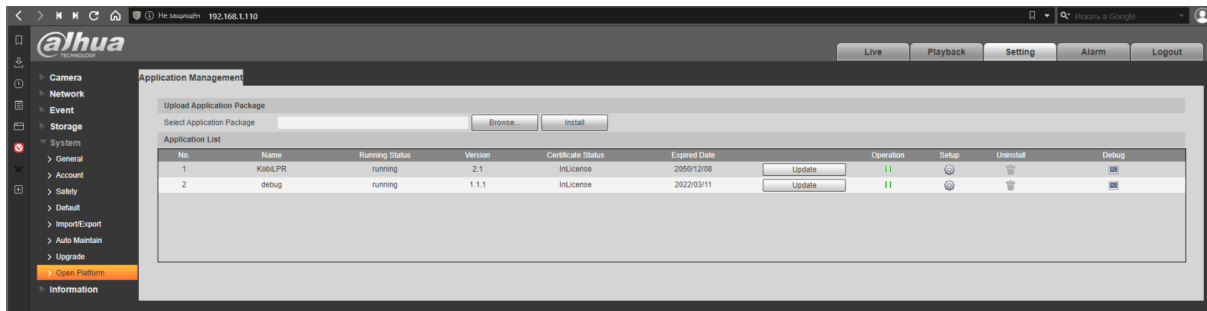 Не защищён 192.168.1.110
Искать в Google
alhua
TECHNOLOGY
Live Playback Setting Alarm Logout
Camera
Network
Event
Storage
System
General
Account
Safety
Default
Import/Export
Auto Maintain
Upgrade
Open Platform
Information
Application Management
Upload Application Package
Select Application Package Browse... Install
Application List
No. Name Running Status Version Certificate Status Expired Date Operation Setup Uninstall Debug
1 KobiLPR running 2.1 InLicense 2050/12/08 Update
2 debug running 1.1.1 InLicense 2022/03/11 Update